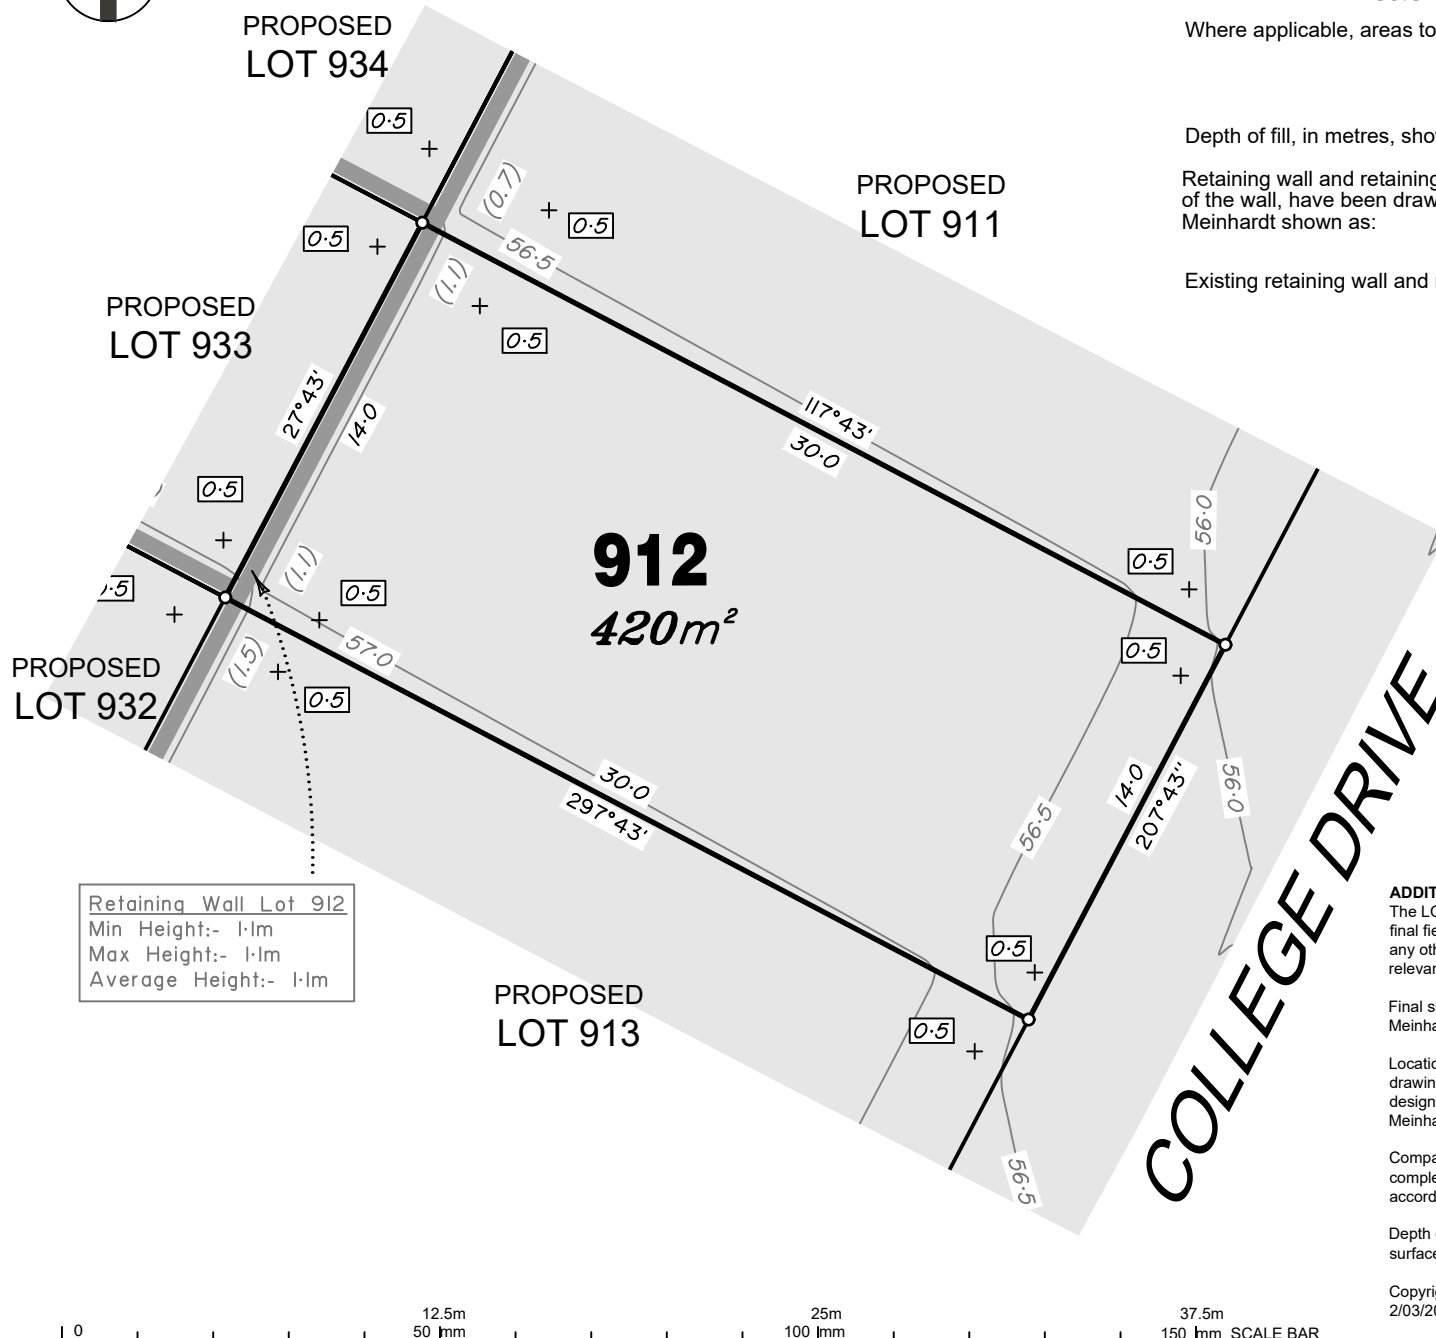 PROPOSED
LOT 934
Where applicable, areas to
Depth of fill, in metres,
Retaining wall and retaining
of the wall, have been
Meinhardt shown as:
Existing retaining wall and
PROPOSED
LOT 911
PROPOSED
LOT 933
PROPOSED
LOT 932
PROPOSED
LOT 913
0·5
0·5
0·5
0·5
0·5
0·5
0·5
0·5
0·5
0·5
0·5
(0.7)
(1.1)
(1.1)
(1.5)
56.5
57.0
56·0
56·0
56·5
56·5
27°43'
14·0
117°43'
30·0
30·0
297°43'
14·0
207°43''
912
420m²
COLLEGE DRIVE
Retaining Wall Lot 912
Min Height:- 1·1m
Max Height:- 1·1m
Average Height:- 1·1m
The
final
any
Final
Depth
0
12.5m
50 mm
25m
100 mm
37.5m
150 mm SCALE BAR